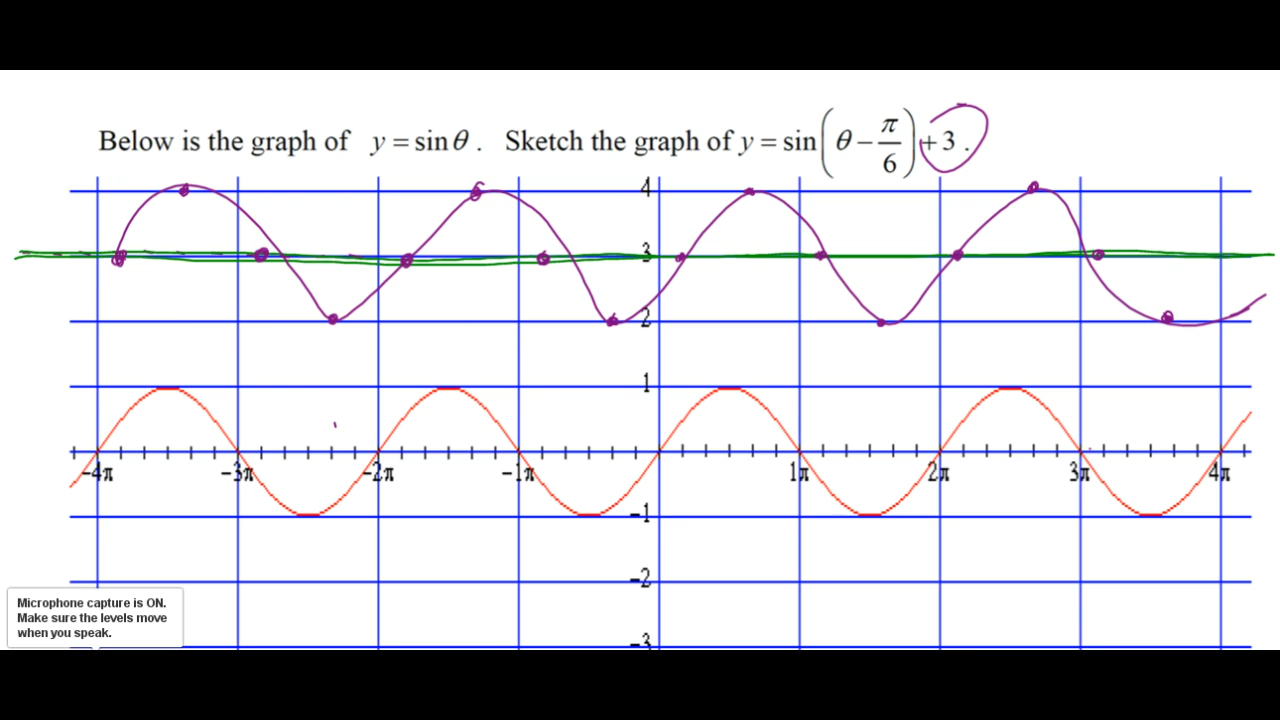 Below is the graph of y = sin θ . Sketch the graph of y = sin(θ − π/6) + 3 .
4
3
2
1
-4π -3π -2π -1π 1π 2π 3π 4π
-1
-2
-3
Microphone capture is ON.
Make sure the levels move
when you speak.